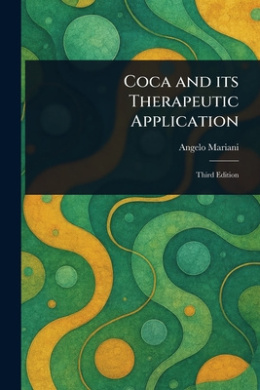 Coca and its
Therapeutic
Application
Angelo Mariani
Third Edition